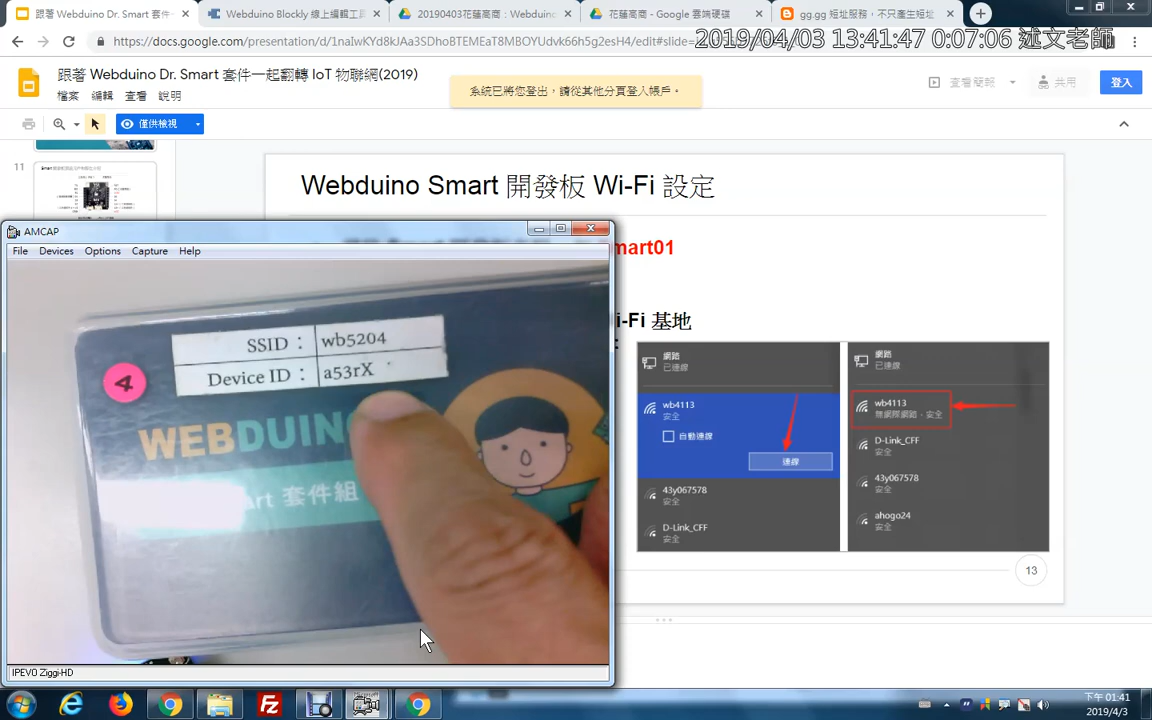 跟著 Webduino Dr. Smart 套件一
Webduino Blockly 線上編輯工具
20190403花蓮高商：Webduino
花蓮高商 - Google 雲端硬碟
gg.gg 短址服務，不只產生短址
https://docs.google.com/presentation/d/1naIwKYd8kJAa3SDhoBTEMEaT8MBOYUdvk66h5g2esH4/edit#slide=
2019/04/03 13:41:47 0:07:06 述文老師
跟著 Webduino Dr. Smart 套件一起翻轉 IoT 物聯網(2019)
檔案 編輯 查看 說明
系統已將您登出，請從其他分頁登入帳戶。
查看簡報
共用
登入
僅供檢視
11
Webduino Smart 開發板 Wi-Fi 設定
mart01
i-Fi 基地
AMCAP
File Devices Options Capture Help
SSID： wb5204
Device ID： a53rX
4
WEBDUIN
art 套件組
IPEVO Ziggi-HD
網路
已連線
wb4113
安全
自動連線
連線
43y067578
安全
D-Link_CFF
安全
網路
已連線
wb4113
無網際網路、安全
D-Link_CFF
安全
43y067578
安全
ahogo24
安全
13
下午 01:41
2019/4/3